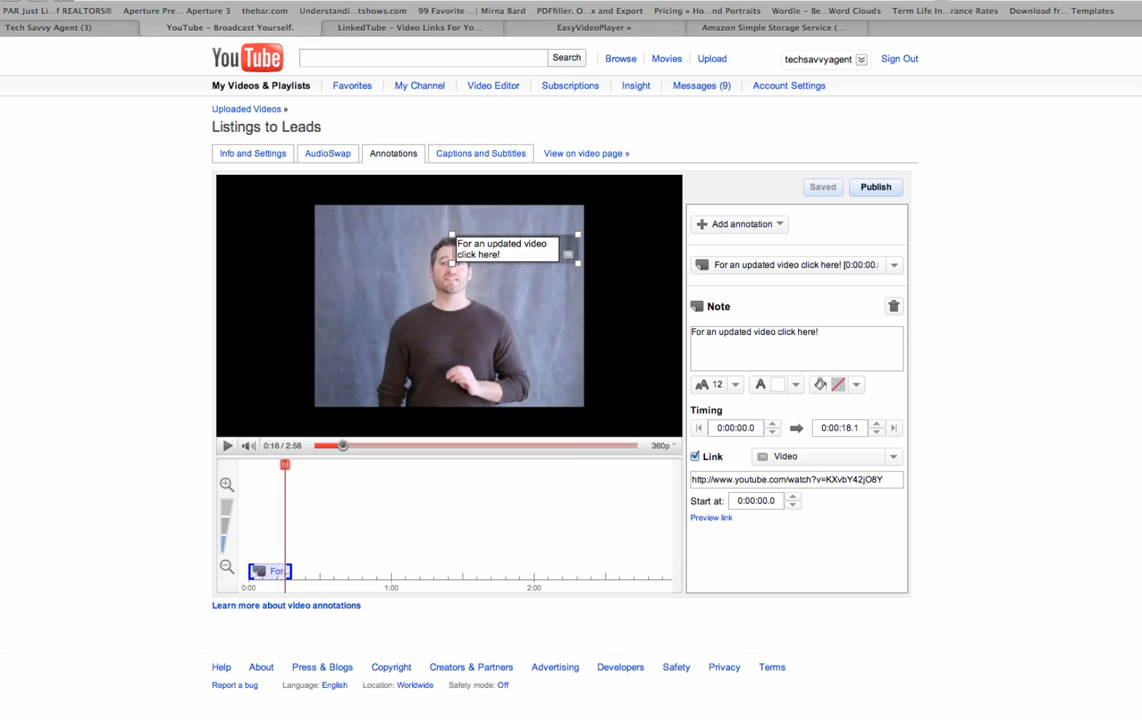 PAR Just Li...f REALTORS® Aperture Pre... Aperture 3 thebar.com Understandi...tshows.com 99 Favorite ...| Mirna Bard PDFfiller. O...x and Export Pricing » Ho...nd Portraits Wordle – Be...Word Clouds Term Life In...rance Rates Download fr... Templates
Tech Savvy Agent (3) YouTube – Broadcast Yourself. LinkedTube – Video Links For Yo... EasyVideoPlayer » Amazon Simple Storage Service (...
YouTube Search Browse Movies Upload techsavvyagent Sign Out
My Videos & Playlists Favorites My Channel Video Editor Subscriptions Insight Messages (9) Account Settings
Uploaded Videos »
Listings to Leads
Info and Settings AudioSwap Annotations Captions and Subtitles View on video page »
Saved Publish
Add annotation
For an updated video
click here!
For an updated video click here! [0:00:00.
Note
For an updated video click here!
12 A
Timing
0:00:00.0 0:00:18.1
0:16 / 2:58 360p
Link Video
http://www.youtube.com/watch?v=KXvbY42jO8Y
Start at: 0:00:00.0
Preview link
For
0:00 1:00 2:00
Learn more about video annotations
Help About Press & Blogs Copyright Creators & Partners Advertising Developers Safety Privacy Terms
Report a bug Language: English Location: Worldwide Safety mode: Off